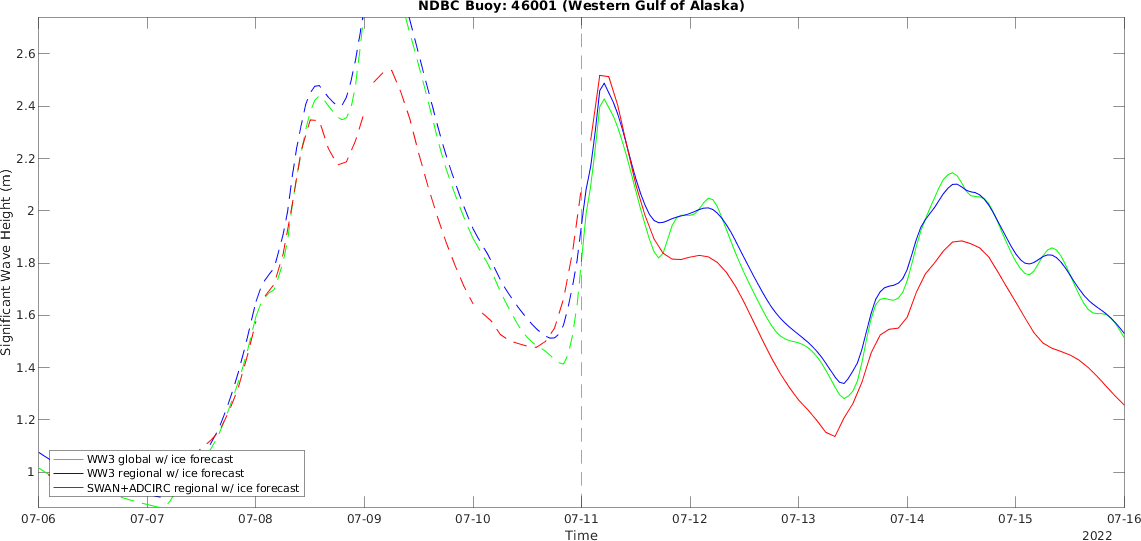 NDBC Buoy: 46001 (Western Gulf of Alaska)
Significant Wave Height (m)
2.6
2.4
2.2
2
1.8
1.6
1.4
1.2
1
WW3 global w/ ice forecast
WW3 regional w/ ice forecast
SWAN+ADCIRC regional w/ ice forecast
07-06 07-07 07-08 07-09 07-10 07-11 07-12 07-13 07-14 07-15 07-16
Time
2022